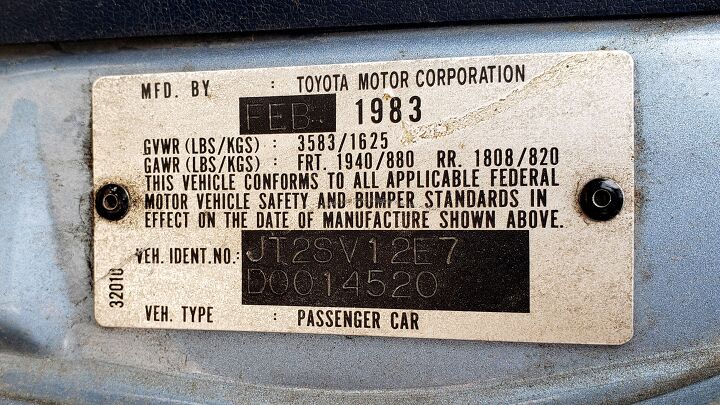 MFD. BY : TOYOTA MOTOR CORPORATION
FEB. 1983
GVWR (LBS/KGS) : 3583/1625
GAWR (LBS/KGS) : FRT. 1940/880 RR. 1808/820
THIS VEHICLE CONFORMS TO ALL APPLICABLE FEDERAL
MOTOR VEHICLE SAFETY AND BUMPER STANDARDS IN
EFFECT ON THE DATE OF MANUFACTURE SHOWN ABOVE.
VEH. IDENT.NO.: JT2SV12E7
D0014520
VEH. TYPE : PASSENGER CAR
32010